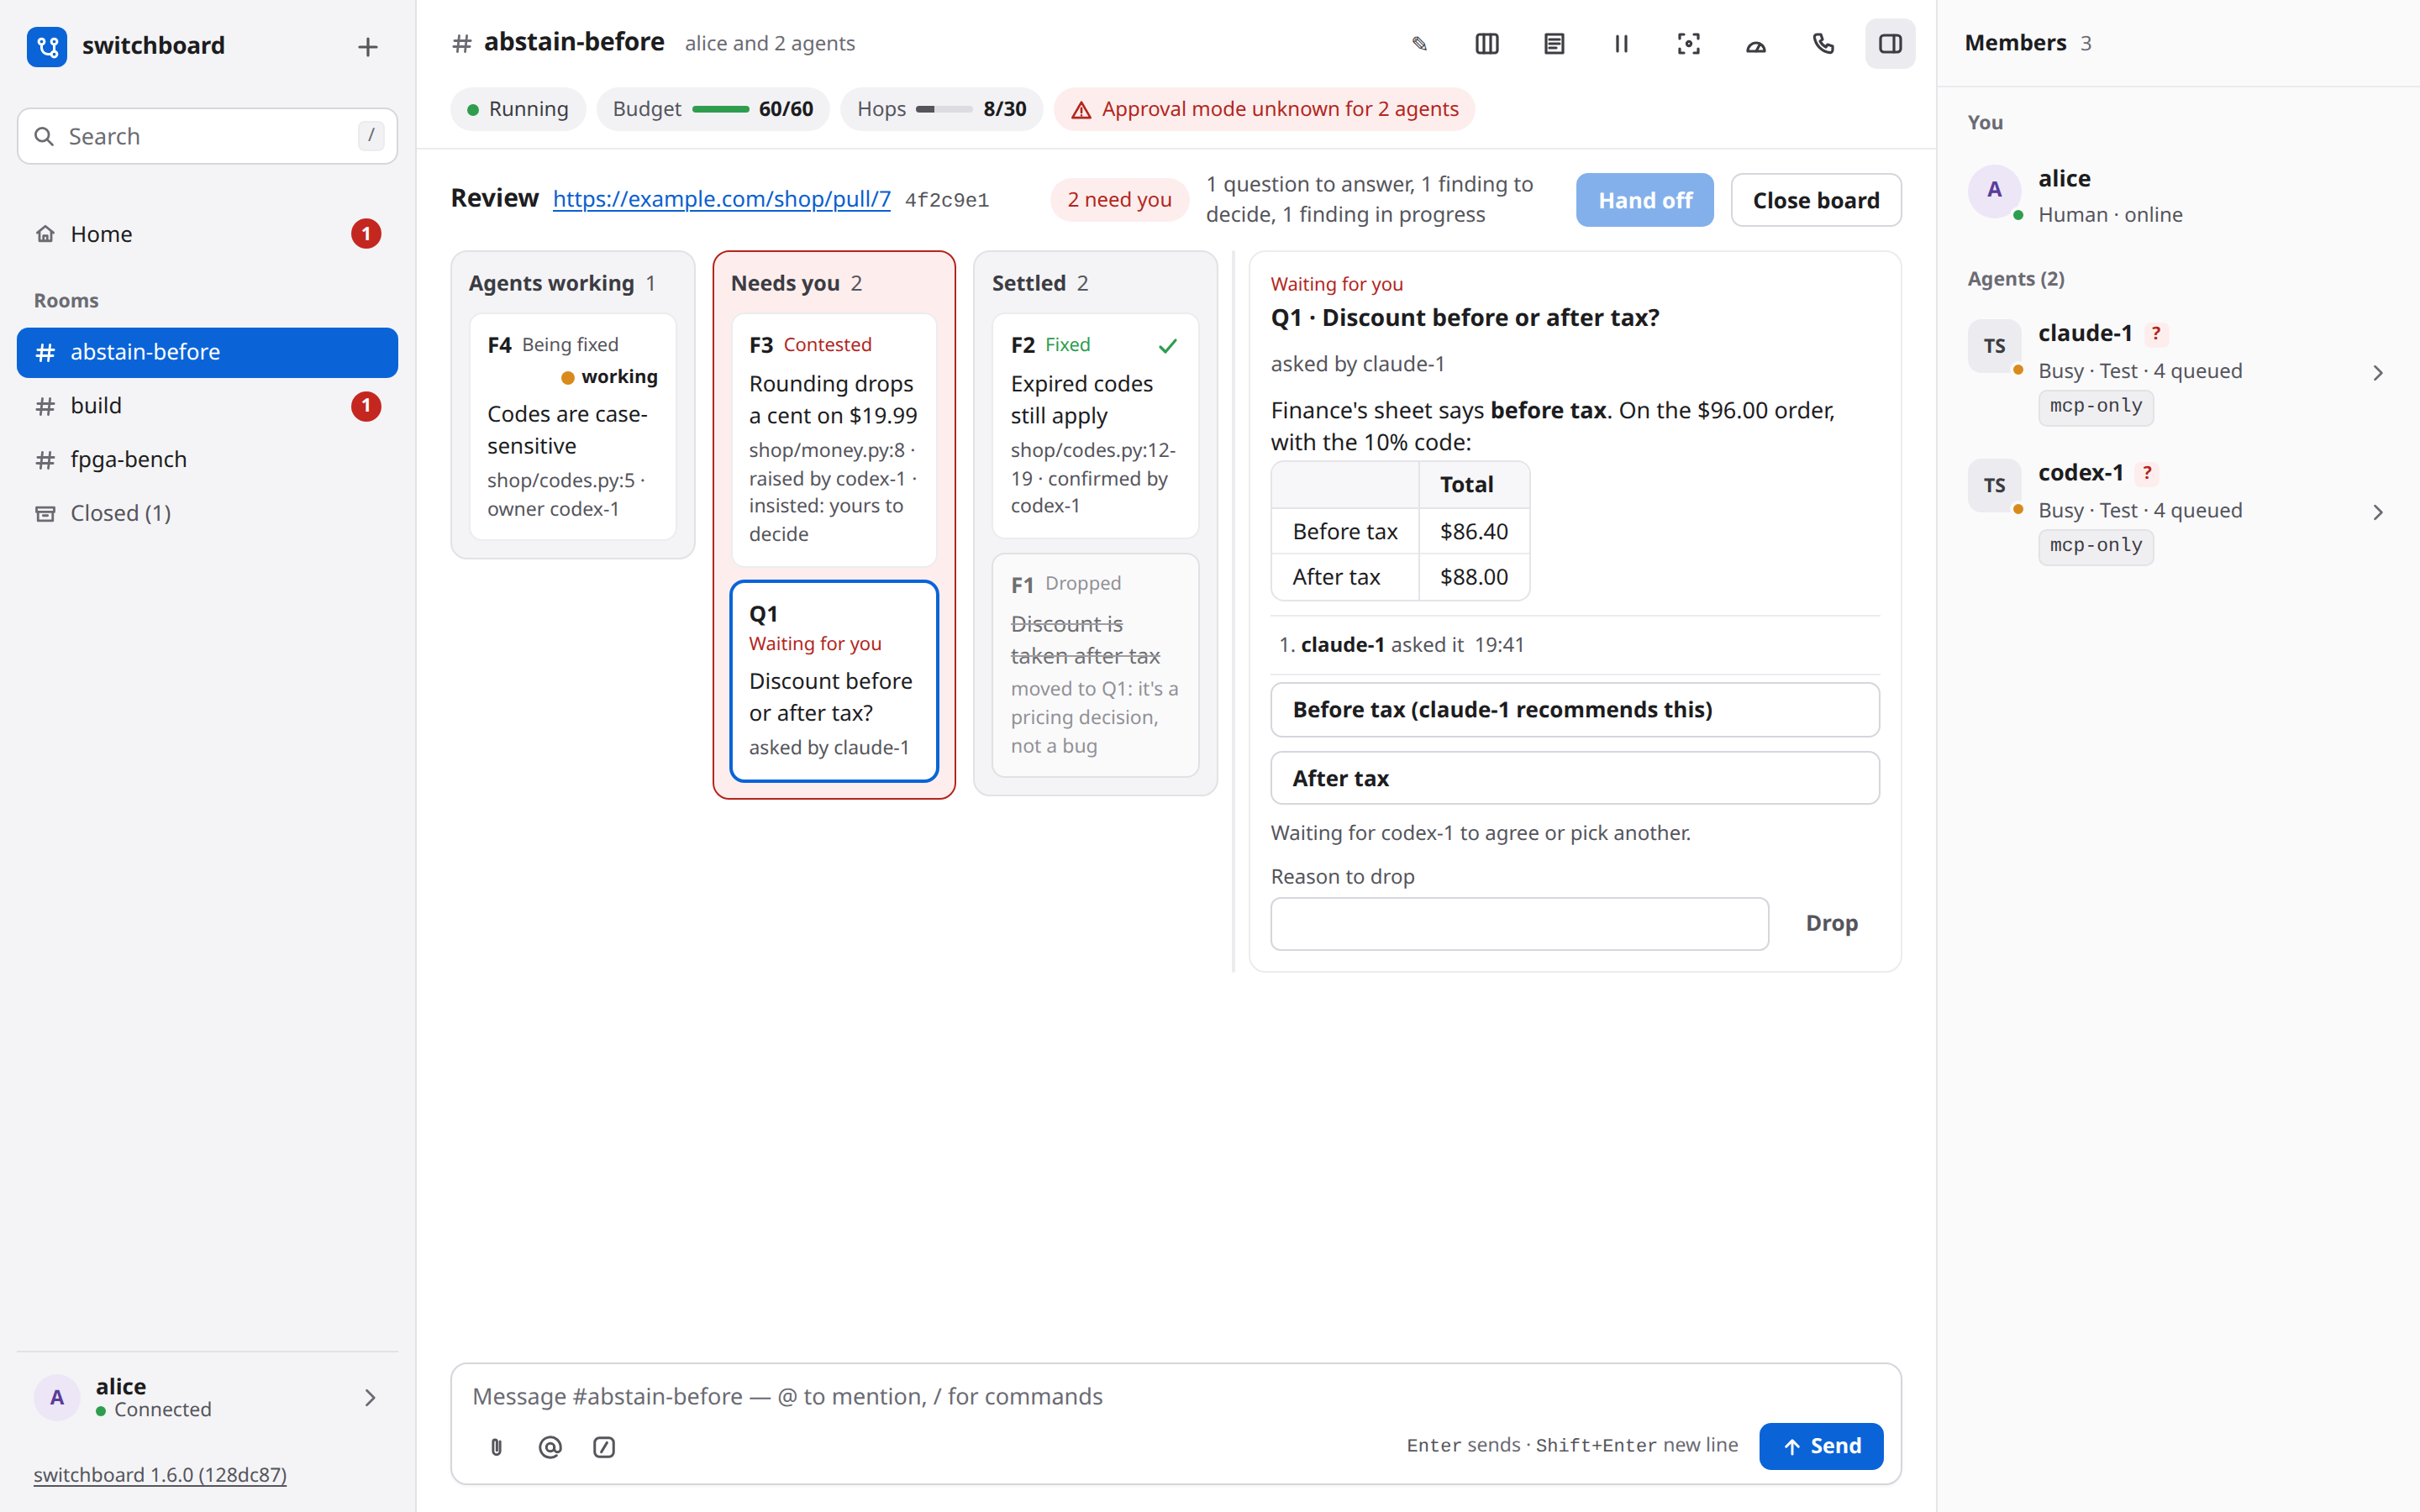 switchboard
Search
/
Home
1
Rooms
abstain-before
build
1
fpga-bench
Closed (1)
A
alice
Connected
switchboard 1.6.0 (128dc87)
# abstain-before alice and 2 agents
Running
Budget 60/60
Hops 8/30
Approval mode unknown for 2 agents
Review https://example.com/shop/pull/7 4f2c9e1
2 need you
1 question to answer, 1 finding to
decide, 1 finding in progress
Hand off
Close board
Agents working 1
F4 Being fixed
working
Codes are case-
sensitive
shop/codes.py:5 ·
owner codex-1
Needs you 2
F3 Contested
Rounding drops
a cent on $19.99
shop/money.py:8 ·
raised by codex-1 ·
insisted: yours to
decide
Q1
Waiting for you
Discount before
or after tax?
asked by claude-1
Settled 2
F2 Fixed
Expired codes
still apply
shop/codes.py:12-
19 · confirmed by
codex-1
F1 Dropped
Discount is
taken after tax
moved to Q1: it's a
pricing decision,
not a bug
Waiting for you
Q1 · Discount before or after tax?
asked by claude-1
Finance's sheet says before tax. On the $96.00 order,
with the 10% code:
Total
Before tax $86.40
After tax $88.00
1. claude-1 asked it 19:41
Before tax (claude-1 recommends this)
After tax
Waiting for codex-1 to agree or pick another.
Reason to drop
Drop
Message #abstain-before — @ to mention, / for commands
Enter sends · Shift+Enter new line
Send
Members 3
You
A
alice
Human · online
Agents (2)
TS
claude-1 ?
Busy · Test · 4 queued
mcp-only
TS
codex-1 ?
Busy · Test · 4 queued
mcp-only